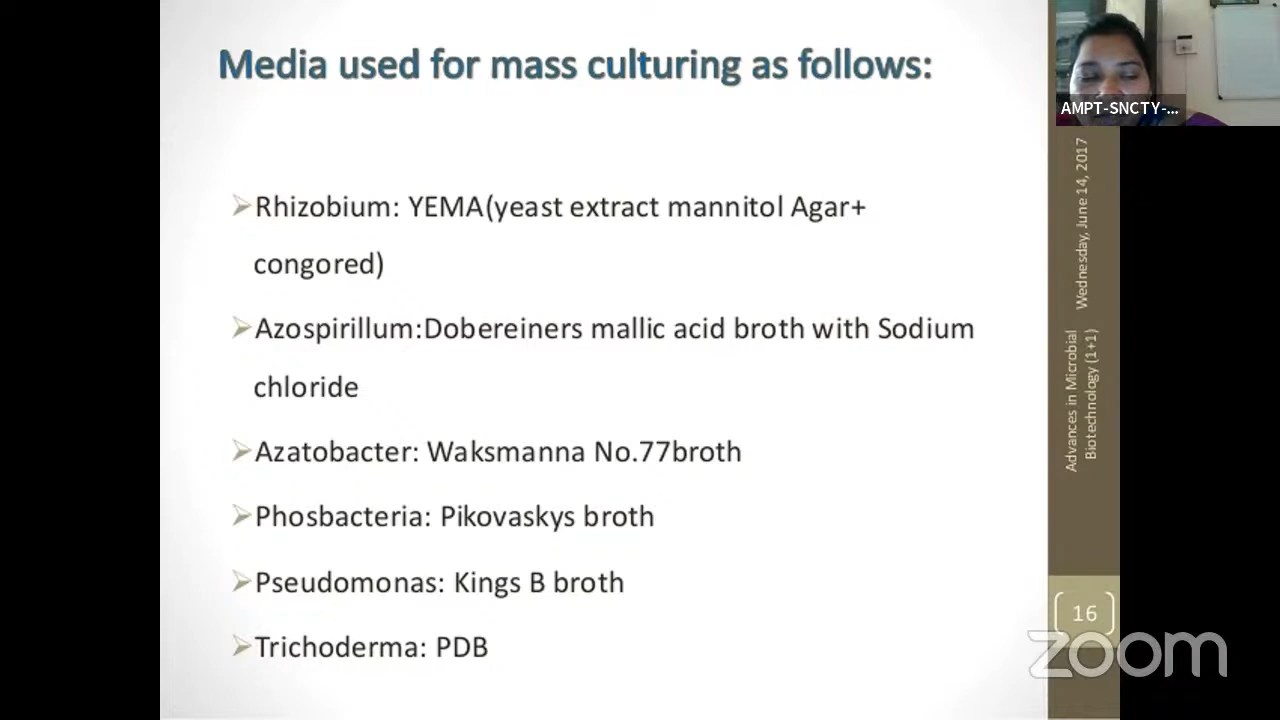 Media used for mass culturing as follows:
AMPT-SNCTY-...
Wednesday, June 14, 2017
➢Rhizobium: YEMA(yeast extract mannitol Agar+
congored)
➢Azospirillum:Dobereiners mallic acid broth with Sodium
chloride
Advances in Microbial
Biotechnology (1+1)
➢Azatobacter: Waksmanna No.77broth
➢Phosbacteria: Pikovaskys broth
➢Pseudomonas: Kings B broth
➢Trichoderma: PDB
16
zoom